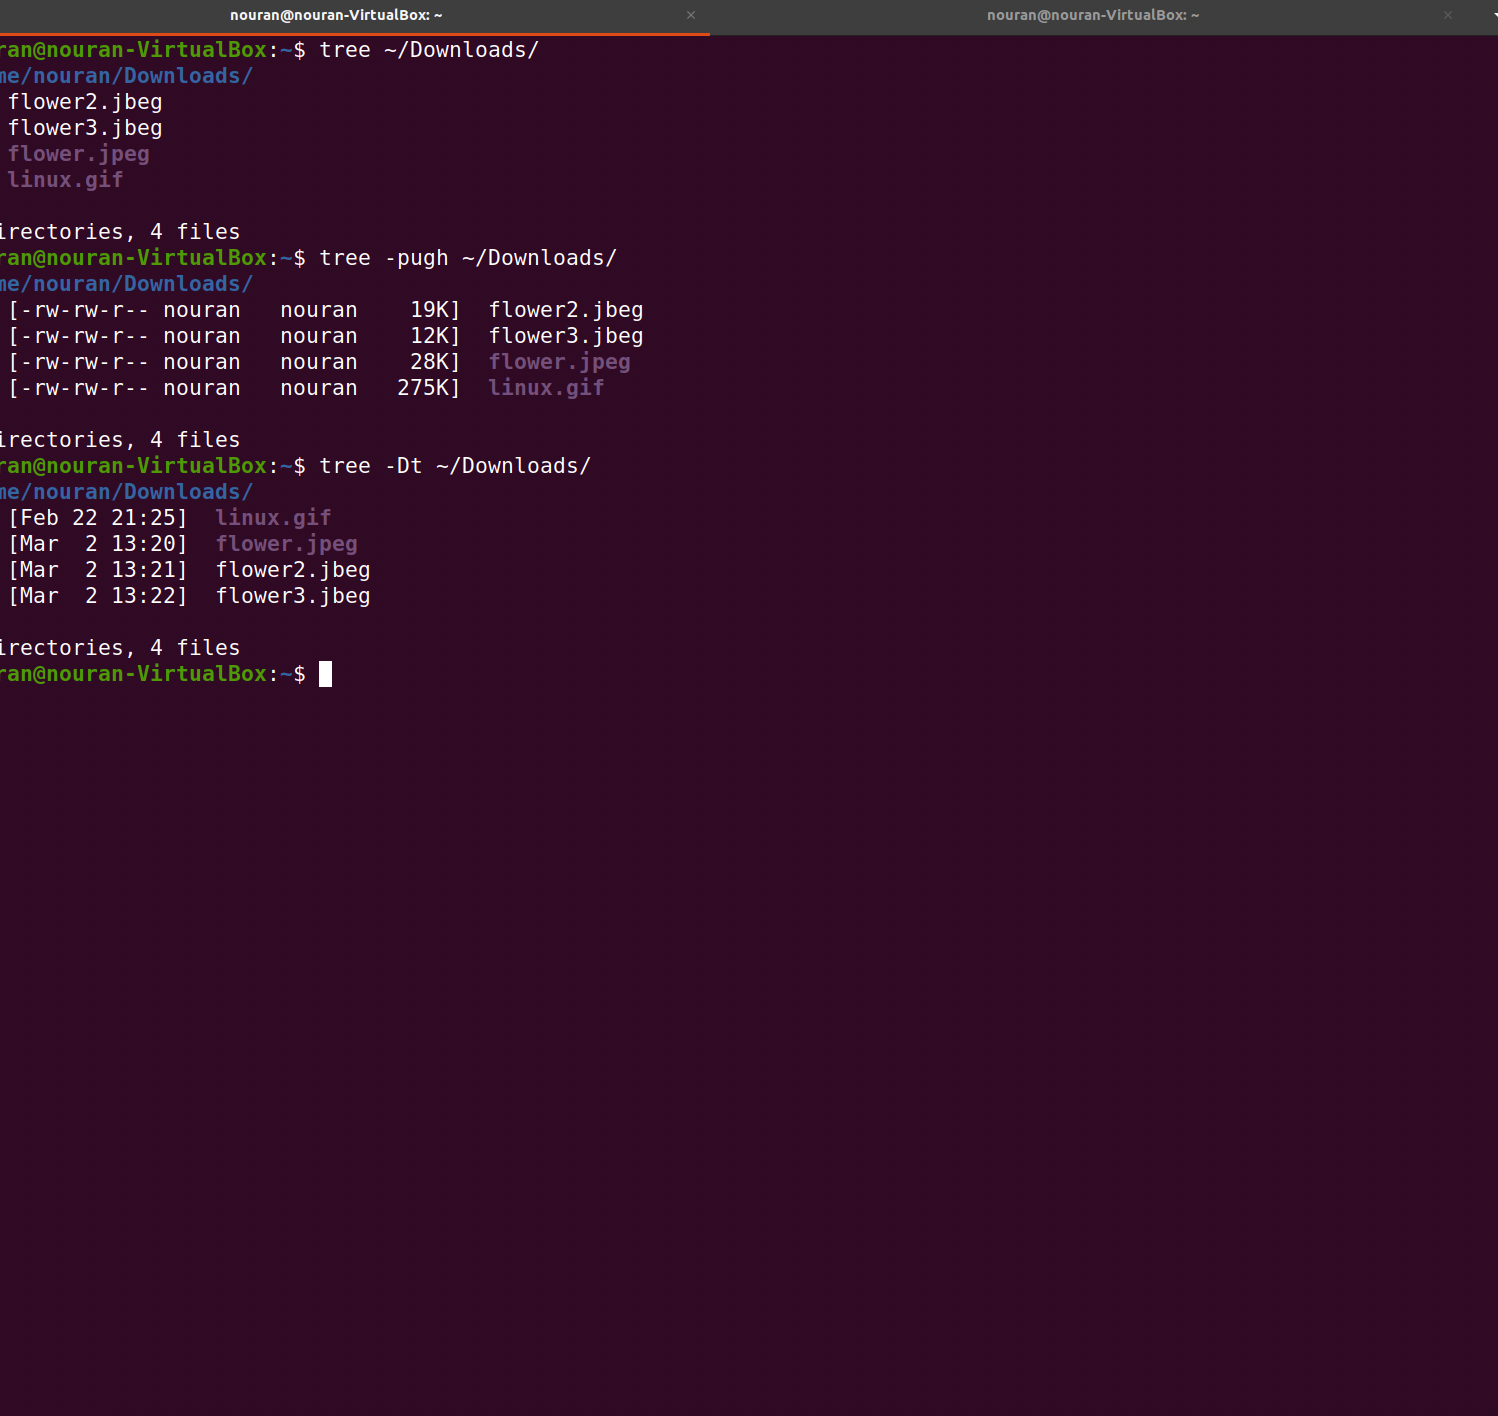 nouran@nouran-VirtualBox: ~ × nouran@nouran-VirtualBox: ~ ×
ran@nouran-VirtualBox:~$ tree ~/Downloads/
me/nouran/Downloads/
flower2.jbeg
flower3.jbeg
flower.jpeg
linux.gif
irectories, 4 files
ran@nouran-VirtualBox:~$ tree -pugh ~/Downloads/
me/nouran/Downloads/
[-rw-rw-r-- nouran   nouran    19K]  flower2.jbeg
[-rw-rw-r-- nouran   nouran    12K]  flower3.jbeg
[-rw-rw-r-- nouran   nouran    28K]  flower.jpeg
[-rw-rw-r-- nouran   nouran   275K]  linux.gif
irectories, 4 files
ran@nouran-VirtualBox:~$ tree -Dt ~/Downloads/
me/nouran/Downloads/
[Feb 22 21:25]  linux.gif
[Mar  2 13:20]  flower.jpeg
[Mar  2 13:21]  flower2.jbeg
[Mar  2 13:22]  flower3.jbeg
irectories, 4 files
ran@nouran-VirtualBox:~$